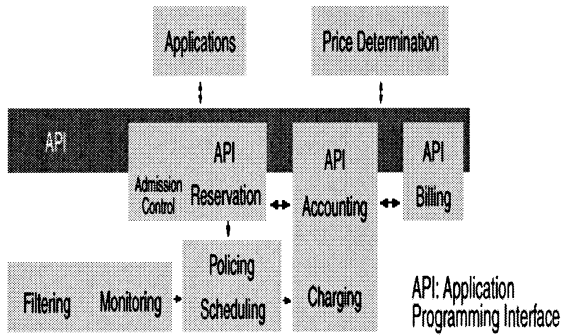 Applications
Price Determination
API
API
API
API
Admission
Control
Reservation
Accounting
Billing
Policing
Scheduling
Filtering
Monitoring
Charging
API: Application
Programming Interface